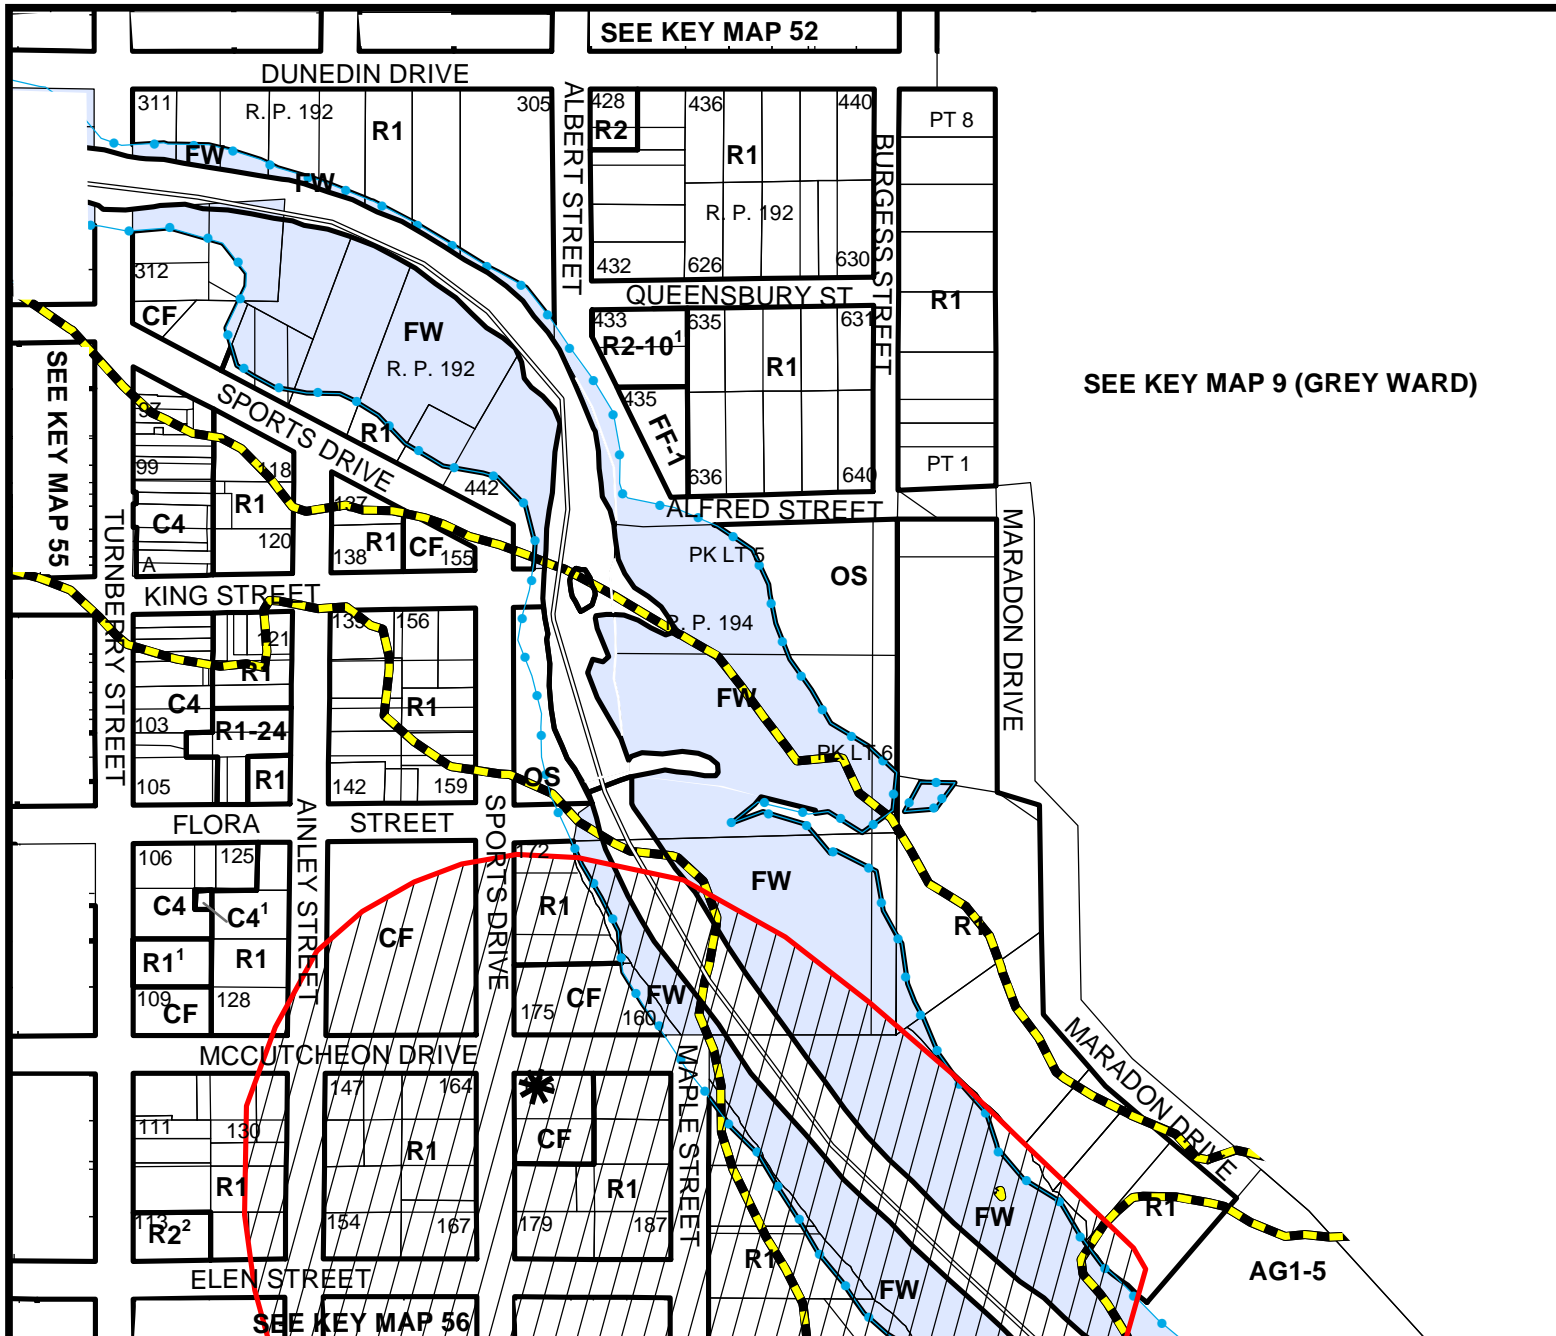 SEE KEY MAP 52
DUNEDIN DRIVE
311
R. P. 192
R1
305
ALBERT STREET
428
R2
436
R1
440
BURGESS STREET
PT 8
FW
FW
R. P. 192
432
626
630
312
CF
FW
R. P. 192
QUEENSBURY ST
433
R2-10¹
635
R1
631
R1
SEE KEY MAP 9 (GREY WARD)
SEE KEY MAP 55
SPORTS DRIVE
R1
435
FF-1
636
640
PT 1
97
99
118
R1
C4
120
A
442
137
R1
138
CF
155
ALFRED STREET
PK LT 5
OS
MARADON DRIVE
TURNBERRY STREET
KING STREET
R. P. 194
121
R1
139
156
C4
R1
FW
103
R1-24
PK LT 6
105
R1
142
159
OS
FLORA
STREET
AINLEY STREET
SPORTS DRIVE
106
125
172
C4
C4¹
CF
R1
FW
R1
R1¹
R1
109
CF
128
175
CF
FW
160
MCCUTCHEON DRIVE
MAPLE STREET
MARADON DRIVE
147
164
111
130
R1
CF
R1
R1
113
R2²
154
167
179
187
R1
FW
R1
ELEN STREET
FW
AG1-5
SEE KEY MAP 56